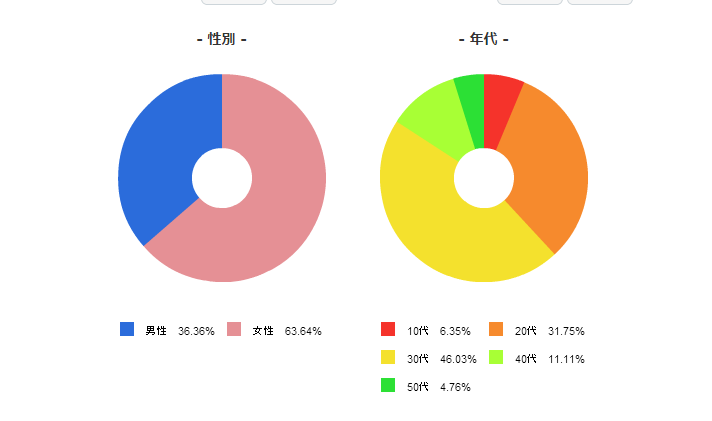 - 性別 -
- 年代 -
男性 36.36% 女性 63.64%
10代 6.35% 20代 31.75%
30代 46.03% 40代 11.11%
50代 4.76%